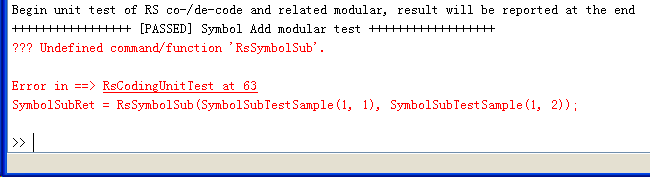 Begin unit test of RS co-/de-code and related modular, result will be reported at the end
++++++++++++++++++ [PASSED] Symbol Add modular test +++++++++++++++++++
??? Undefined command/function 'RsSymbolSub'.
Error in ==> RsCodingUnitTest at 63
SymbolSubRet = RsSymbolSub(SymbolSubTestSample(1, 1), SymbolSubTestSample(1, 2));
>>